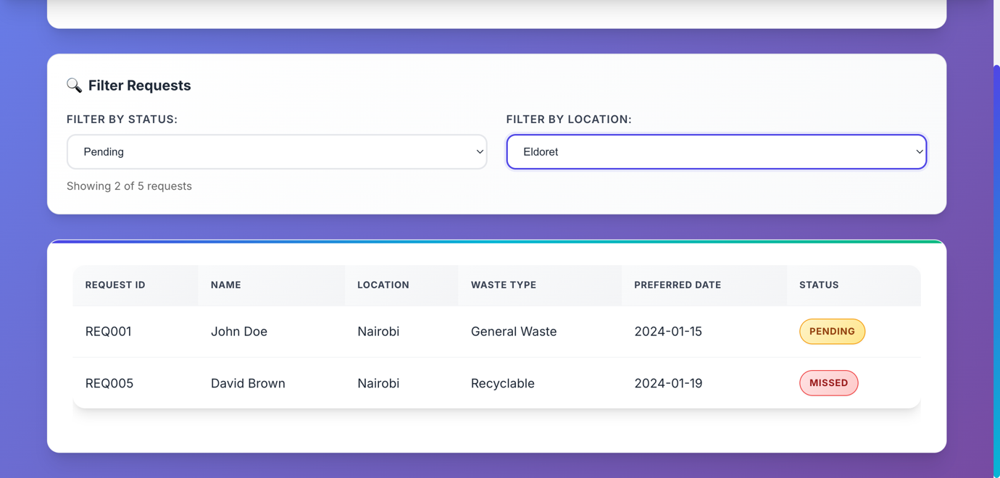 🔍 Filter Requests
FILTER BY STATUS: FILTER BY LOCATION:
Pending Eldoret
Showing 2 of 5 requests
REQUEST ID NAME LOCATION WASTE TYPE PREFERRED DATE STATUS
REQ001 John Doe Nairobi General Waste 2024-01-15 PENDING
REQ005 David Brown Nairobi Recyclable 2024-01-19 MISSED